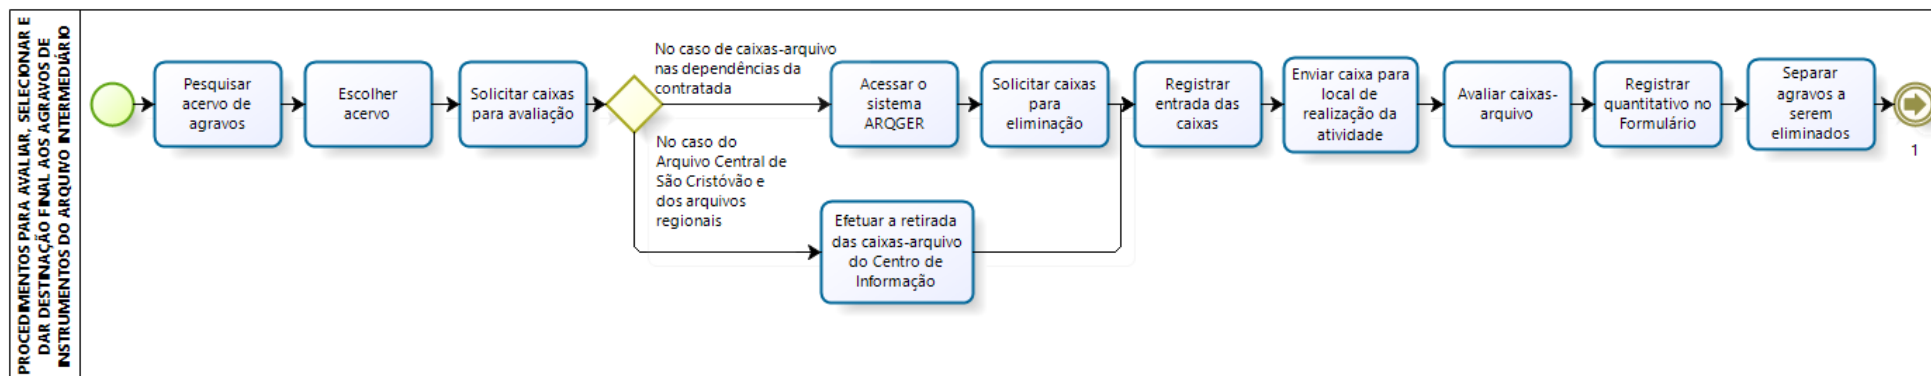 PROCEDIMENTOS PARA AVALIAR, SELECIONAR E
DAR DESTINAÇÃO FINAL AOS AGRAVOS DE
INSTRUMENTOS DO ARQUIVO INTERMEDIÁRIO
Pesquisar
acervo de
agravos
Escolher
acervo
Solicitar caixas
para avaliação
No caso de caixas-arquivo
nas dependências da
contratada
No caso do
Arquivo Central de
São Cristóvão e
dos arquivos
regionais
Acessar o
sistema
ARQGER
Solicitar caixas
para
eliminação
Efetuar a retirada
das caixas-arquivo
do Centro de
Informação
Registrar
entrada das
caixas
Enviar caixa para
local de
realização da
atividade
Avaliar caixas-
arquivo
Registrar
quantitativo no
Formulário
Separar
agravos a
serem
eliminados
1